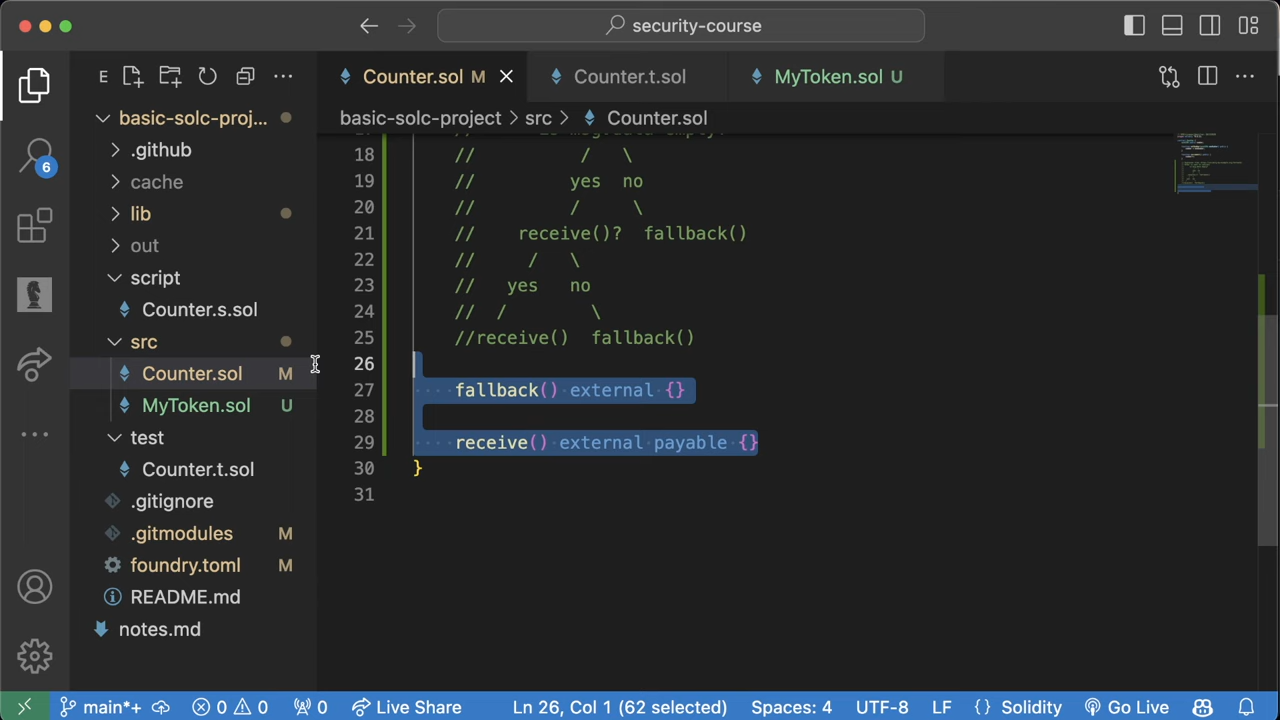 security-course
E
Counter.sol M
Counter.t.sol
MyToken.sol U
basic-solc-project > src > Counter.sol
basic-solc-proj...
.github
cache
lib
out
script
Counter.s.sol
src
Counter.sol M
MyToken.sol U
test
Counter.t.sol
.gitignore
.gitmodules M
foundry.toml M
README.md
notes.md
6
18 // / \
19 // yes no
20 // / \
21 // receive()? fallback()
22 // / \
23 // yes no
24 // / \
25 //receive() fallback()
26
27 fallback() external {}
28
29 receive() external payable {}
30 }
31
main*+ 0 0 0 Live Share Ln 26, Col 1 (62 selected) Spaces: 4 UTF-8 LF {} Solidity Go Live